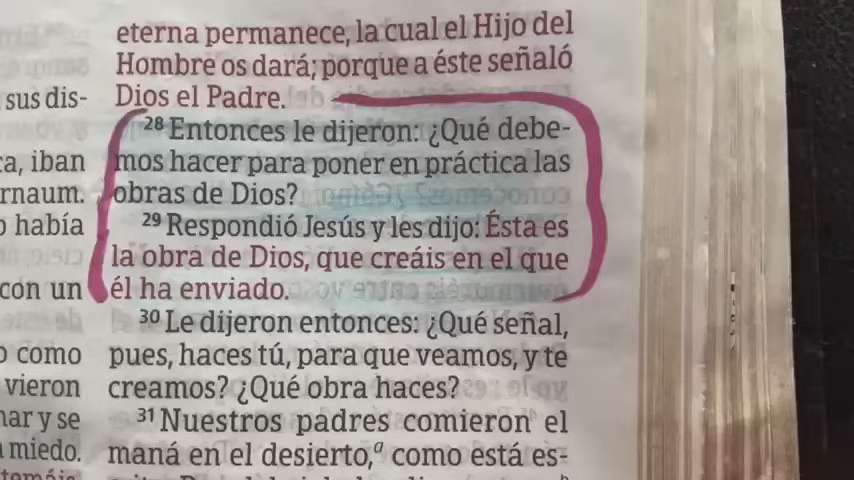 sus dis-
ca, iban
rnaum.
o había
con un
o como
vieron
nar y se
miedo.
eterna permanece, la cual el Hijo del
Hombre os dará; porque a éste señaló
Dios el Padre.
28 Entonces le dijeron: ¿Qué debe-
mos hacer para poner en práctica las
obras de Dios?
29 Respondió Jesús y les dijo: Ésta es
la obra de Dios, que creáis en el que
él ha enviado.
30 Le dijeron entonces: ¿Qué señal,
pues, haces tú, para que veamos, y te
creamos? ¿Qué obra haces?
31 Nuestros padres comieron el
maná en el desierto,a como está es-